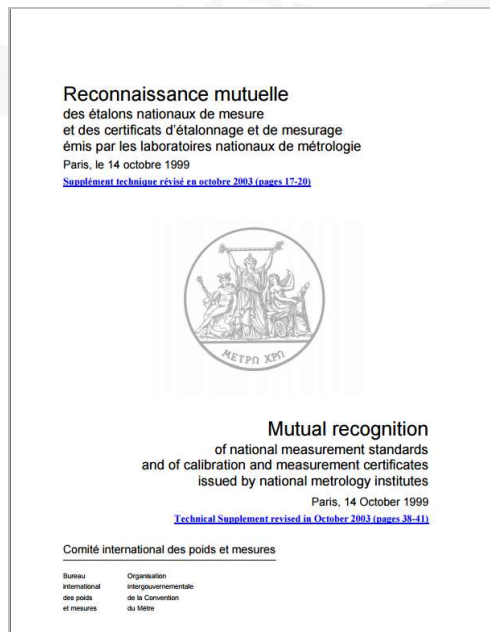 Reconnaissance mutuelle
des étalons nationaux de mesure
et des certificats d'étalonnage et de mesurage
émis par les laboratoires nationaux de métrologie
Paris, le 14 octobre 1999
Supplément technique révisé en octobre 2003 (pages 17-20)
ΜΕΤΡΩ ΧΡΩ
Mutual recognition
of national measurement standards
and of calibration and measurement certificates
issued by national metrology institutes
Paris, 14 October 1999
Technical Supplement revised in October 2003 (pages 38-41)
Comité international des poids et mesures
Bureau
international
des poids
et mesures
Organisation
intergouvernementale
de la Convention
du Mètre